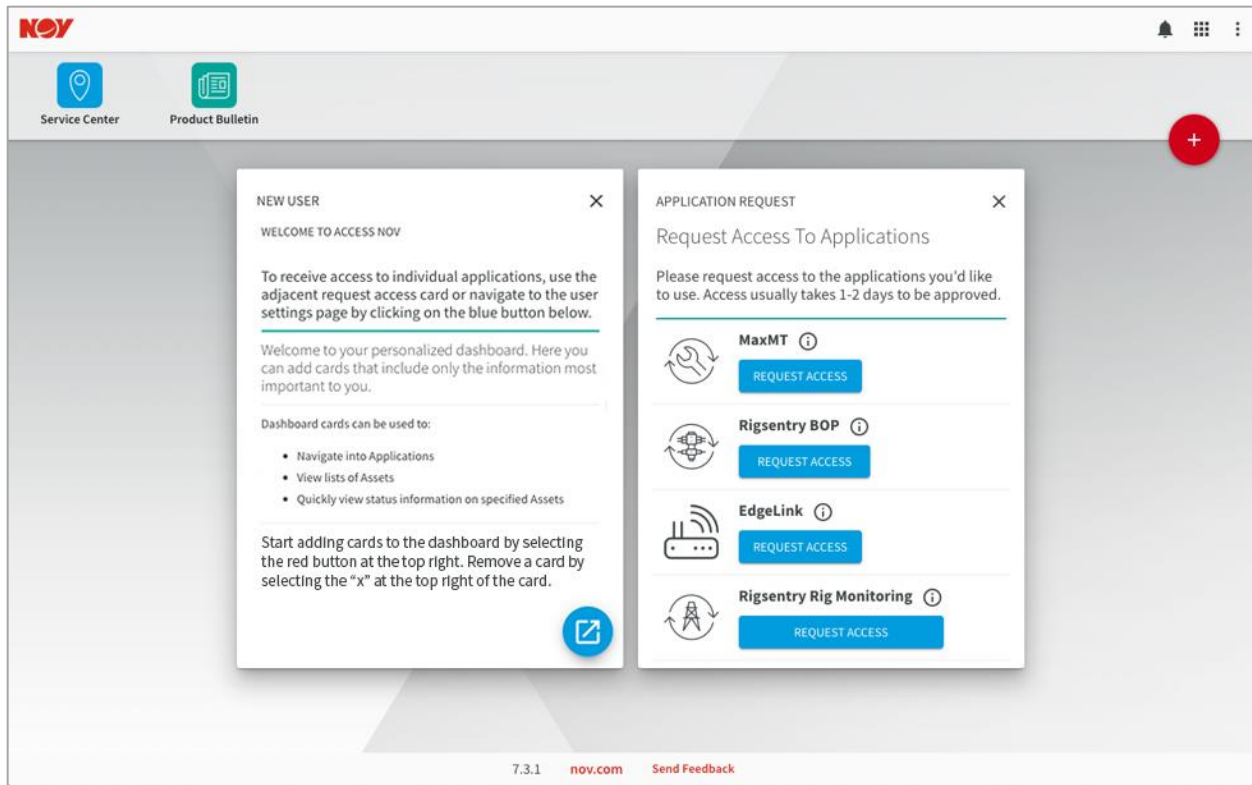 NOV
Service Center
Product Bulletin
+
NEW USER
WELCOME TO ACCESS NOV
To receive access to individual applications, use the
adjacent request access card or navigate to the user
settings page by clicking on the blue button below.
Welcome to your personalized dashboard. Here you
can add cards that include only the information most
important to you.
Dashboard cards can be used to:
• Navigate into Applications
• View lists of Assets
• Quickly view status information on specified Assets
Start adding cards to the dashboard by selecting
the red button at the top right. Remove a card by
selecting the “x” at the top right of the card.
APPLICATION REQUEST
Request Access To Applications
Please request access to the applications you'd like
to use. Access usually takes 1-2 days to be approved.
MaxMT
REQUEST ACCESS
Rigsentry BOP
REQUEST ACCESS
EdgeLink
REQUEST ACCESS
Rigsentry Rig Monitoring
REQUEST ACCESS
7.3.1 nov.com Send Feedback